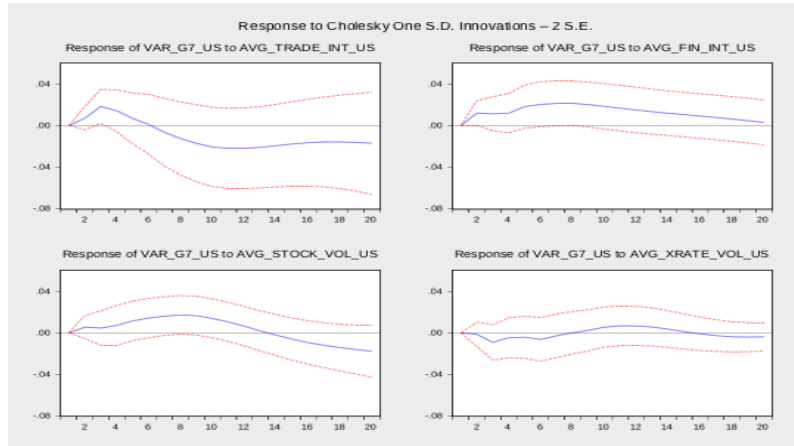 Response to Cholesky One S.D. Innovations – 2 S.E.
Response of VAR_G7_US to AVG_TRADE_INT_US
.04
.00
-.04
-.08
2 4 6 8 10 12 14 16 18 20
Response of VAR_G7_US to AVG_FIN_INT_US
.04
.00
-.04
-.08
2 4 6 8 10 12 14 16 18 20
Response of VAR_G7_US to AVG_STOCK_VOL_US
.04
.00
-.04
-.08
2 4 6 8 10 12 14 16 18 20
Response of VAR_G7_US to AVG_XRATE_VOL_US
.04
.00
-.04
-.08
2 4 6 8 10 12 14 16 18 20